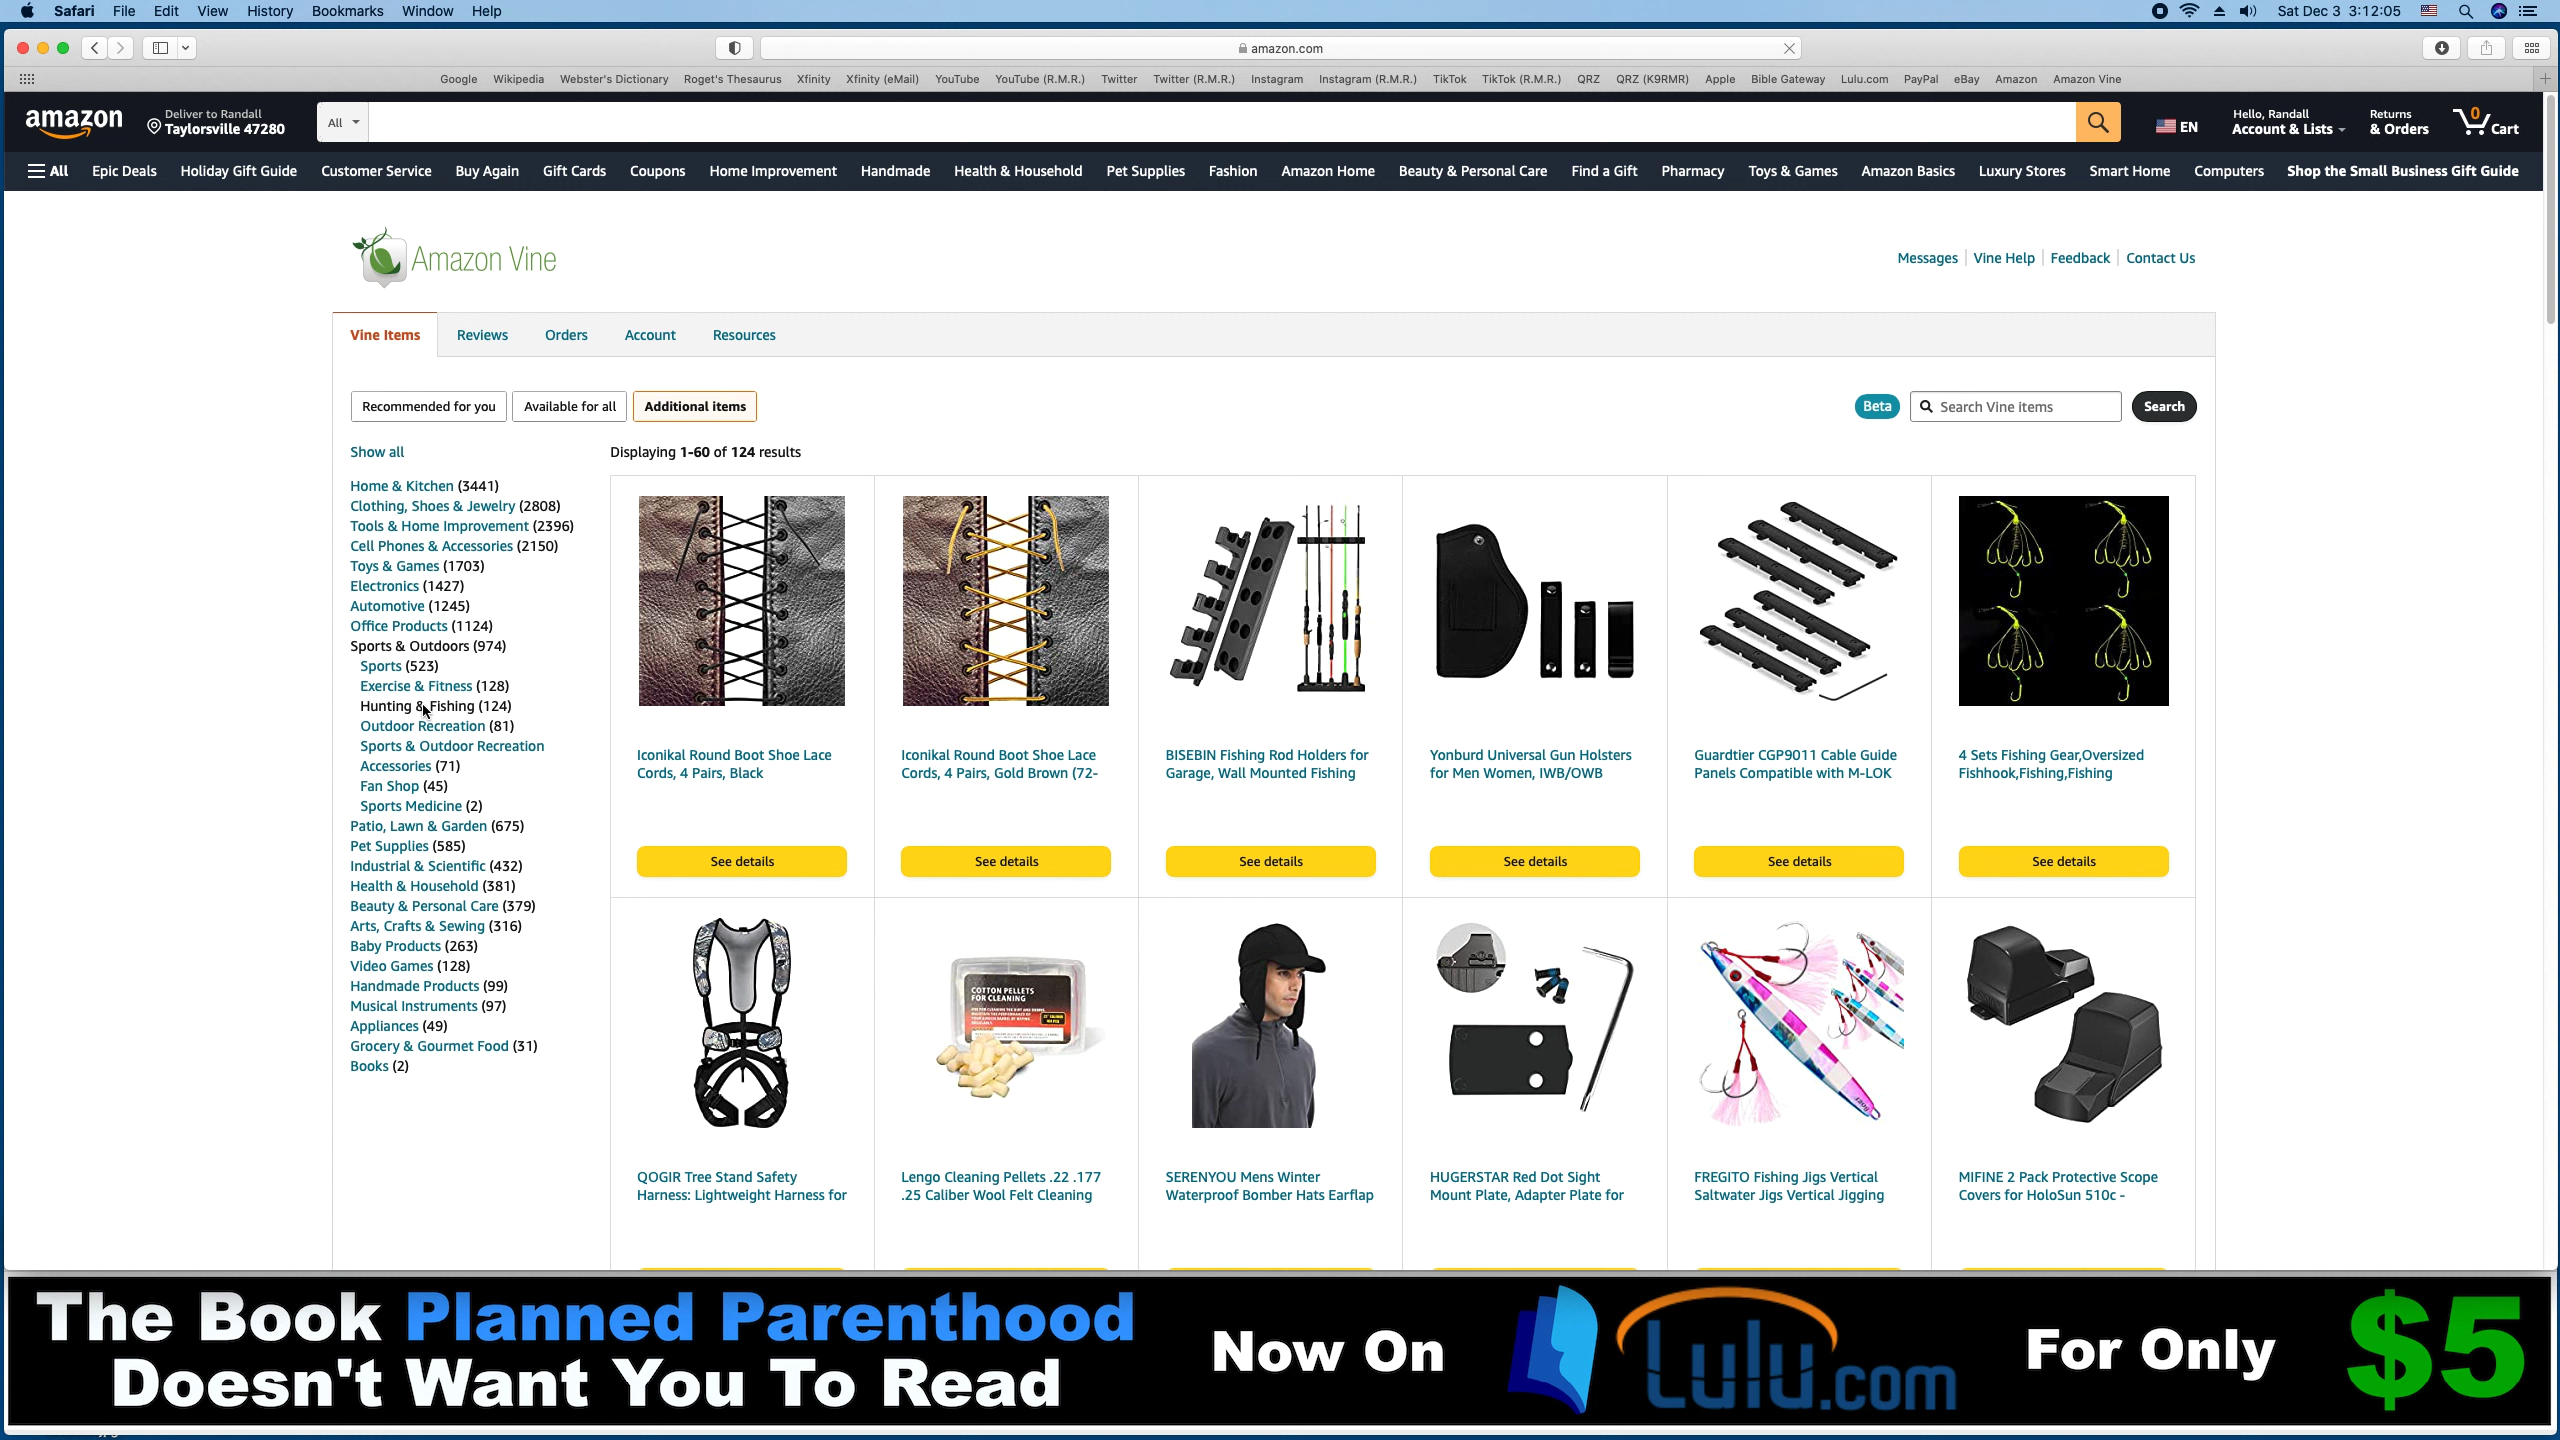 Safari File Edit View History Bookmarks Window Help Sat Dec 3 3:12:05
amazon.com
Google Wikipedia Webster's Dictionary Roget's Thesaurus Xfinity Xfinity (eMail) YouTube YouTube (R.M.R.) Twitter Twitter (R.M.R.) Instagram Instagram (R.M.R.) TikTok TikTok (R.M.R.) QRZ QRZ (K9RMR) Apple Bible Gateway Lulu.com PayPal eBay Amazon Amazon Vine
amazon
Deliver to Randall
Taylorsville 47280
All
EN
Hello, Randall
Account & Lists
Returns
& Orders
0
Cart
All Epic Deals Holiday Gift Guide Customer Service Buy Again Gift Cards Coupons Home Improvement Handmade Health & Household Pet Supplies Fashion Amazon Home Beauty & Personal Care Find a Gift Pharmacy Toys & Games Amazon Basics Luxury Stores Smart Home Computers Shop the Small Business Gift Guide
Amazon Vine
Messages Vine Help Feedback Contact Us
Vine Items Reviews Orders Account Resources
Recommended for you Available for all Additional items
Beta Search Vine items Search
Show all
Displaying 1-60 of 124 results
Home & Kitchen (3441)
Clothing, Shoes & Jewelry (2808)
Tools & Home Improvement (2396)
Cell Phones & Accessories (2150)
Toys & Games (1703)
Electronics (1427)
Automotive (1245)
Office Products (1124)
Sports & Outdoors (974)
Sports (523)
Exercise & Fitness (128)
Hunting & Fishing (124)
Outdoor Recreation (81)
Sports & Outdoor Recreation
Accessories (71)
Fan Shop (45)
Sports Medicine (2)
Patio, Lawn & Garden (675)
Pet Supplies (585)
Industrial & Scientific (432)
Health & Household (381)
Beauty & Personal Care (379)
Arts, Crafts & Sewing (316)
Baby Products (263)
Video Games (128)
Handmade Products (99)
Musical Instruments (97)
Appliances (49)
Grocery & Gourmet Food (31)
Books (2)
Iconikal Round Boot Shoe Lace
Cords, 4 Pairs, Black
See details
Iconikal Round Boot Shoe Lace
Cords, 4 Pairs, Gold Brown (72-
See details
BISEBIN Fishing Rod Holders for
Garage, Wall Mounted Fishing
See details
Yonburd Universal Gun Holsters
for Men Women, IWB/OWB
See details
Guardtier CGP9011 Cable Guide
Panels Compatible with M-LOK
See details
4 Sets Fishing Gear,Oversized
Fishhook,Fishing,Fishing
See details
COTTON PELLETS
FOR CLEANING
QOGIR Tree Stand Safety
Harness: Lightweight Harness for
Lengo Cleaning Pellets .22 .177
.25 Caliber Wool Felt Cleaning
SERENYOU Mens Winter
Waterproof Bomber Hats Earflap
HUGERSTAR Red Dot Sight
Mount Plate, Adapter Plate for
FREGITO Fishing Jigs Vertical
Saltwater Jigs Vertical Jigging
MIFINE 2 Pack Protective Scope
Covers for HoloSun 510c -
The Book Planned Parenthood
Doesn't Want You To Read
Now On
Lulu.com
For Only
$5